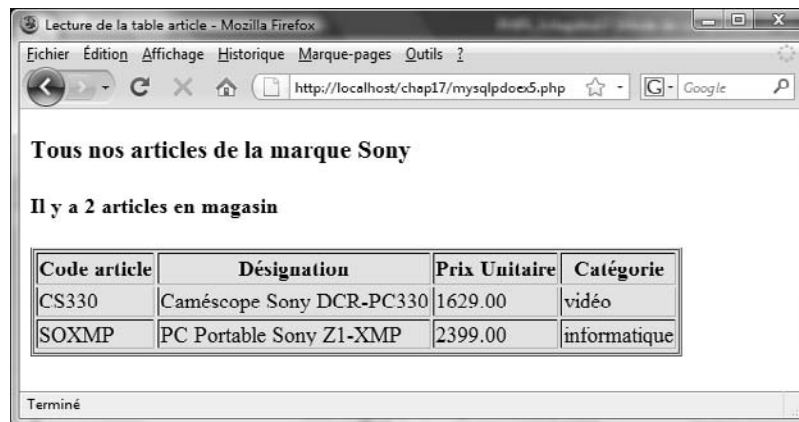 Lecture de la table article - Mozilla Firefox
Fichier Édition Affichage Historique Marque-pages Outils ?
http://localhost/chap17/mysqlpdoex5.php G Google
Tous nos articles de la marque Sony
Il y a 2 articles en magasin
Code article Désignation Prix Unitaire Catégorie
CS330 Caméscope Sony DCR-PC330 1629.00 vidéo
SOXMP PC Portable Sony Z1-XMP 2399.00 informatique
Terminé